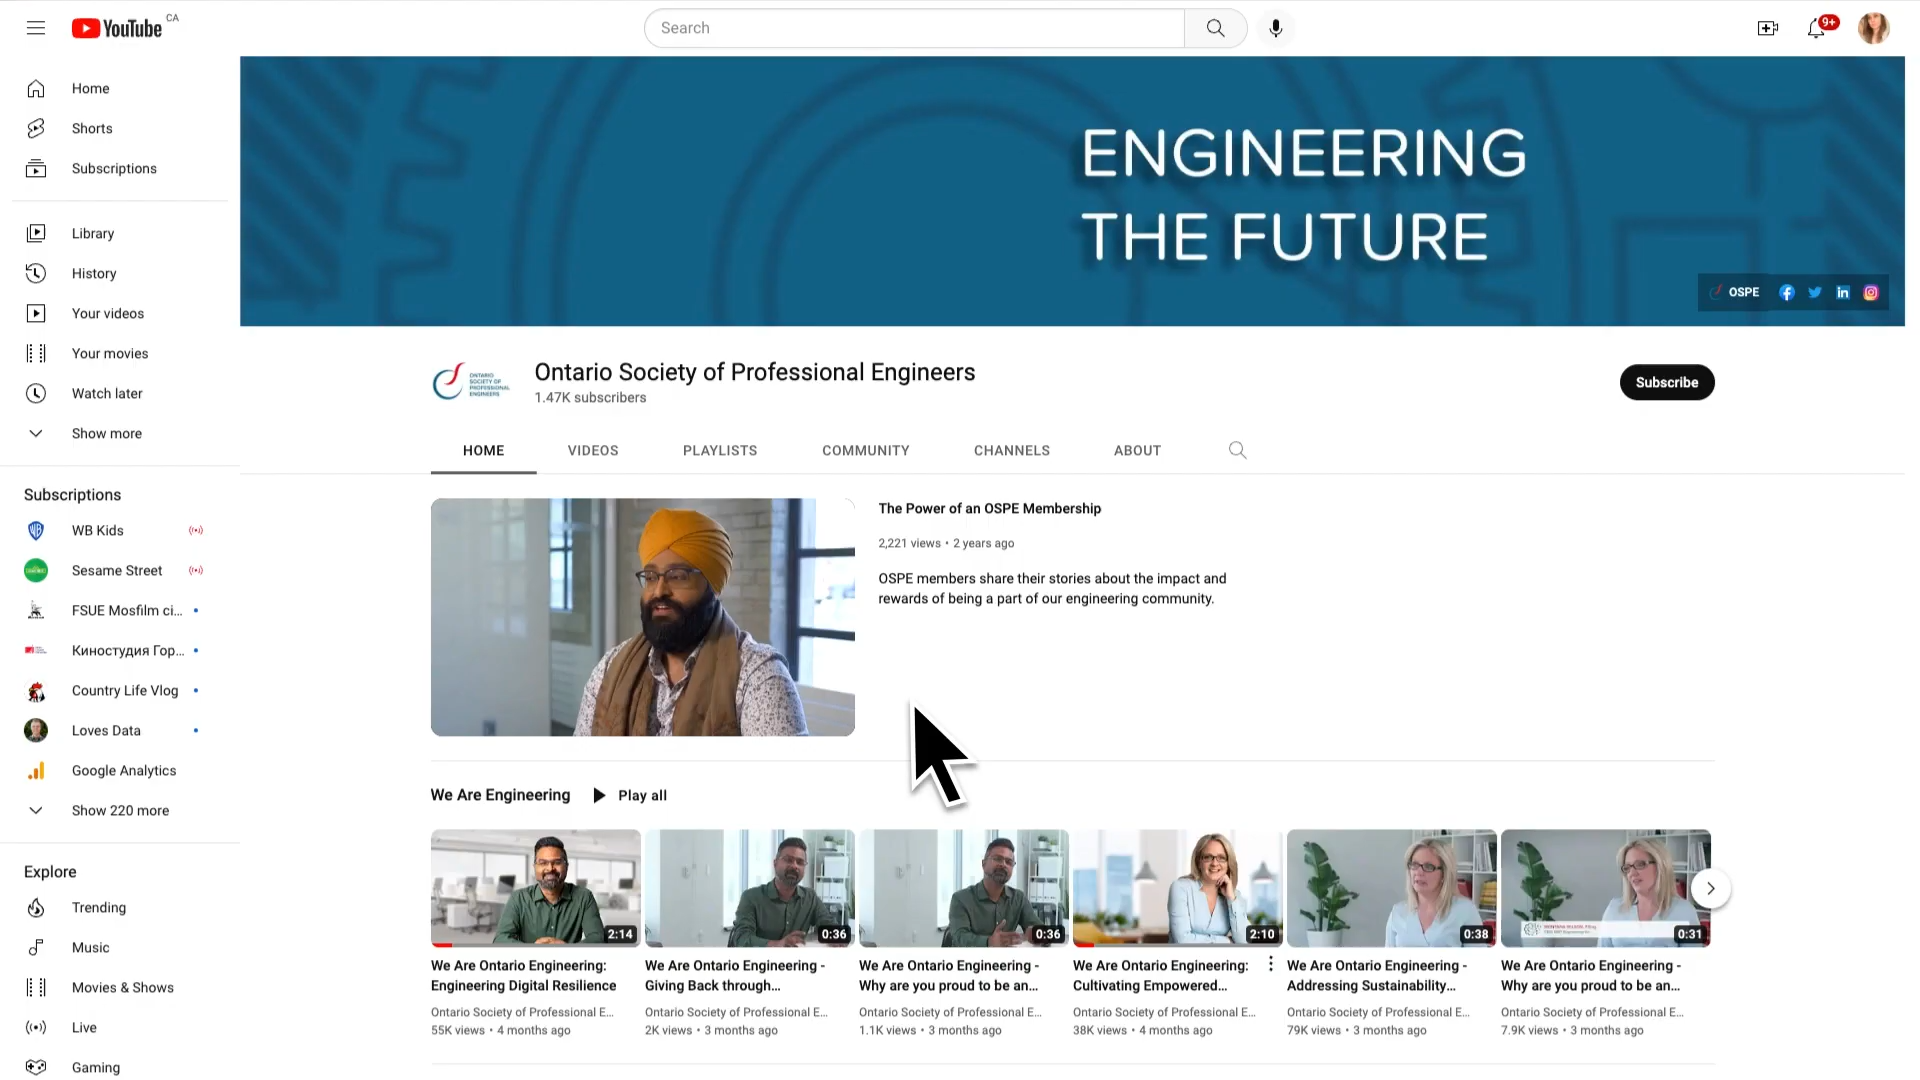 YouTube CA
Search
9+
Home
Shorts
Subscriptions
Library
History
Your videos
Your movies
Watch later
Show more
Subscriptions
WB Kids
Sesame Street
FSUE Mosfilm ci...
Киностудия Гор...
Country Life Vlog
Loves Data
Google Analytics
Show 220 more
Explore
Trending
Music
Movies & Shows
Live
Gaming
ENGINEERING
THE FUTURE
OSPE
ONTARIO
SOCIETY OF
PROFESSIONAL
ENGINEERS
Ontario Society of Professional Engineers
1.47K subscribers
Subscribe
HOME VIDEOS PLAYLISTS COMMUNITY CHANNELS ABOUT
The Power of an OSPE Membership
2,221 views • 2 years ago
OSPE members share their stories about the impact and
rewards of being a part of our engineering community.
We Are Engineering Play all
2:14
We Are Ontario Engineering:
Engineering Digital Resilience
Ontario Society of Professional E...
55K views • 4 months ago
0:36
We Are Ontario Engineering -
Giving Back through...
Ontario Society of Professional E...
2K views • 3 months ago
0:36
We Are Ontario Engineering -
Why are you proud to be an...
Ontario Society of Professional E...
1.1K views • 3 months ago
2:10
We Are Ontario Engineering:
Cultivating Empowered...
Ontario Society of Professional E...
38K views • 4 months ago
0:38
We Are Ontario Engineering -
Addressing Sustainability...
Ontario Society of Professional E...
79K views • 3 months ago
0:31
We Are Ontario Engineering -
Why are you proud to be an...
Ontario Society of Professional E...
7.9K views • 3 months ago